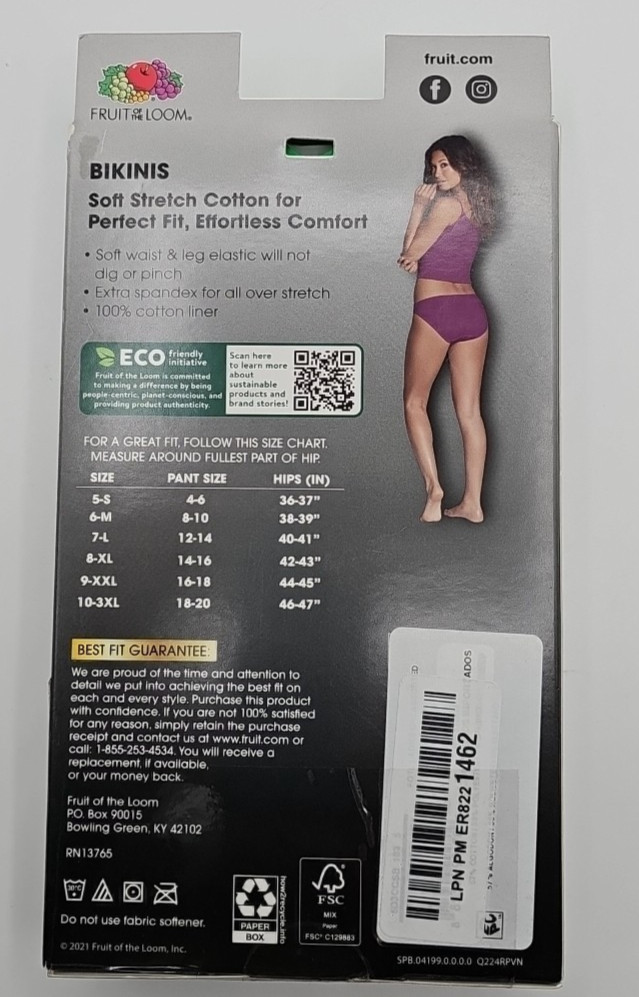 FRUIT OF THE LOOM®
fruit.com
BIKINIS
Soft Stretch Cotton for
Perfect Fit, Effortless Comfort
• Soft waist & leg elastic will not
dig or pinch
• Extra spandex for all over stretch
• 100% cotton liner
ECO friendly initiative
Fruit of the Loom is committed
to making a difference by being
people-centric, planet-conscious, and
providing product authenticity.
Scan here
to learn more
about
sustainable
products and
brand stories!
FOR A GREAT FIT, FOLLOW THIS SIZE CHART.
MEASURE AROUND FULLEST PART OF HIP.
SIZE PANT SIZE HIPS (IN)
5-S 4-6 36-37"
6-M 8-10 38-39"
7-L 12-14 40-41"
8-XL 14-16 42-43"
9-XXL 16-18 44-45"
10-3XL 18-20 46-47"
BEST FIT GUARANTEE:
We are proud of the time and attention to
detail we put into achieving the best fit on
each and every style. Purchase this product
with confidence. If you are not 100% satisfied
for any reason, simply retain the purchase
receipt and contact us at www.fruit.com or
call: 1-855-253-4534. You will receive a
replacement, if available,
or your money back.
Fruit of the Loom
P.O. Box 90015
Bowling Green, KY 42102
RN13765
30°C
Do not use fabric softener.
© 2021 Fruit of the Loom, Inc.
PAPER
BOX
how2recycle.info
FSC
MIX
Paper
FSC® C129883
ADOS
LPN PM ER822 1462
SPB.04199.0.0.0.0 Q224RPVN